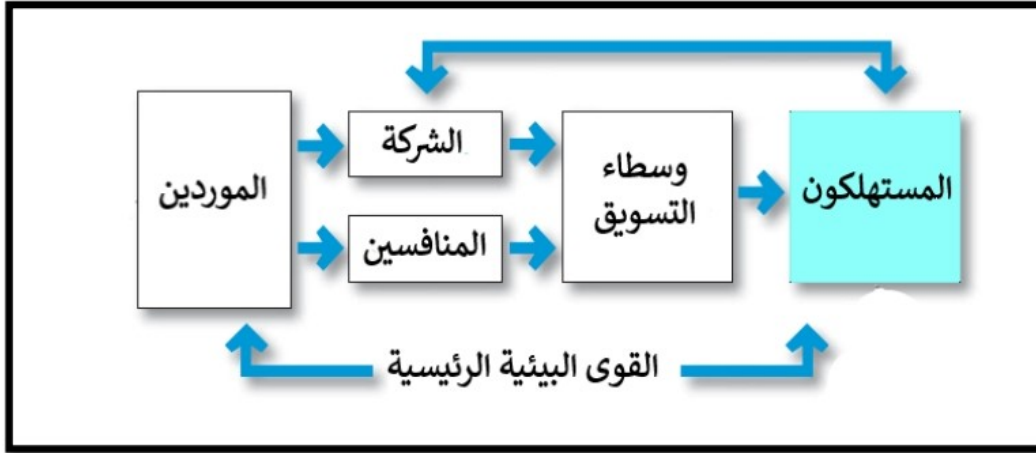 الموردين
الشركة
المنافسين
وسطاء
التسويق
المستهلكون
القوى البيئية الرئيسية